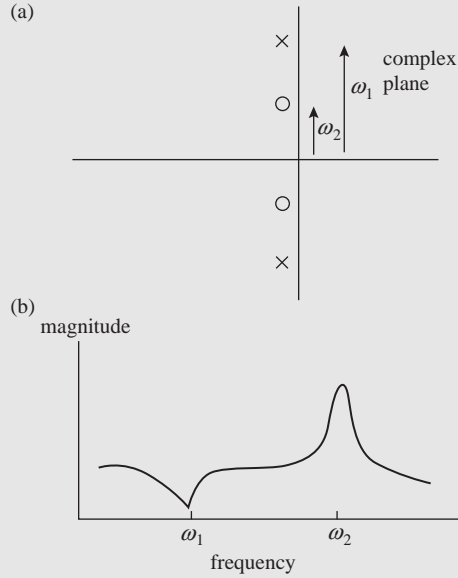 (a)
complex
plane
ω1
ω2
(b)
magnitude
ω1
ω2
frequency